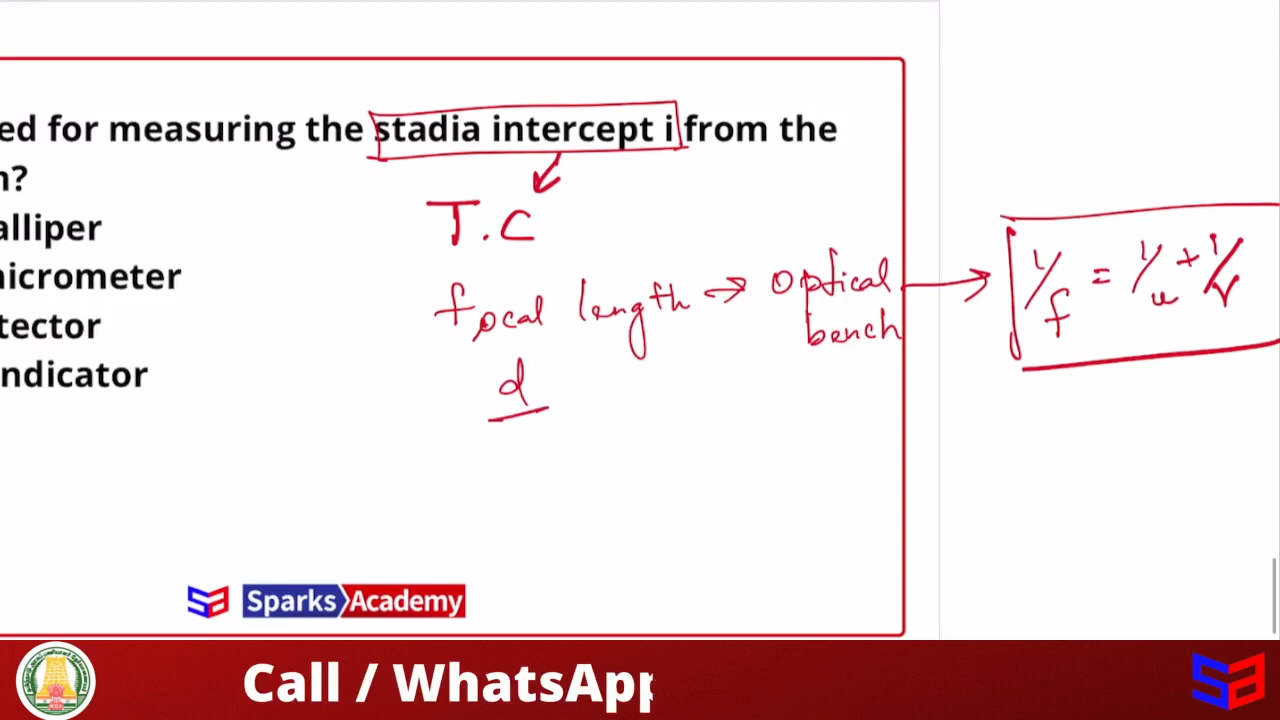 ed for measuring the stadia intercept i from the
n?
alliper
nicrometer
tector
ndicator
T.C
focal length → optical bench → 1/f = 1/u + 1/v
d
Sparks Academy
Call / WhatsApp